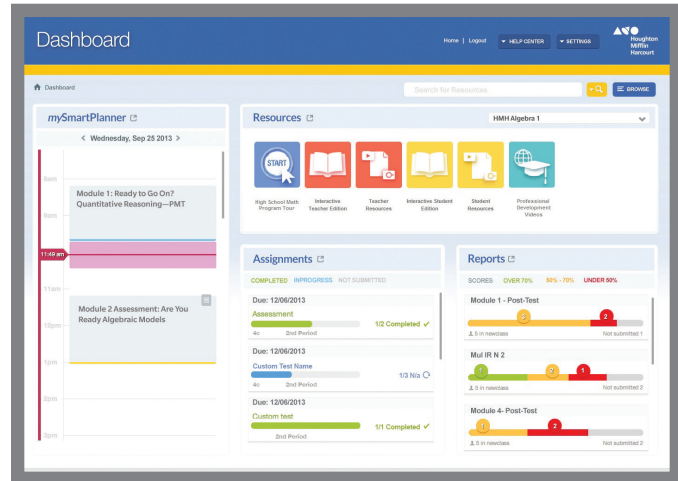 Dashboard
Home | Logout
HELP CENTER
SETTINGS
Houghton
Mifflin
Harcourt
Dashboard
Search for Resources
BROWSE
mySmartPlanner
< Wednesday, Sep 25 2013 >
8am
Module 1: Ready to Go On?
Quantitative Reasoning—PMT
9am
11:49 am
11am
Module 2 Assessment: Are You
Ready Algebraic Models
12pm
1pm
2pm
3pm
Resources
HMH Algebra 1
START
High School Math
Program Tour
Interactive
Teacher Edition
Teacher
Resources
Interactive Student
Edition
Student
Resources
Professional
Development
Videos
Assignments
COMPLETED INPROGRESS NOT SUBMITTED
Due: 12/06/2013
Assessment
1/2 Completed ✓
4c 2nd Period
Due: 12/06/2013
Custom Test Name
1/3 N/a
4c 2nd Period
Due: 12/06/2013
Custom test
1/1 Completed ✓
2nd Period
Reports
SCORES OVER 70% 50% - 70% UNDER 50%
Module 1 - Post-Test
3 2
5 in newclass Not submitted 1
Mul IR N 2
1 2 1
5 in newclass Not submitted 2
Module 4- Post-Test
1 2
5 in newclass Not submitted 2